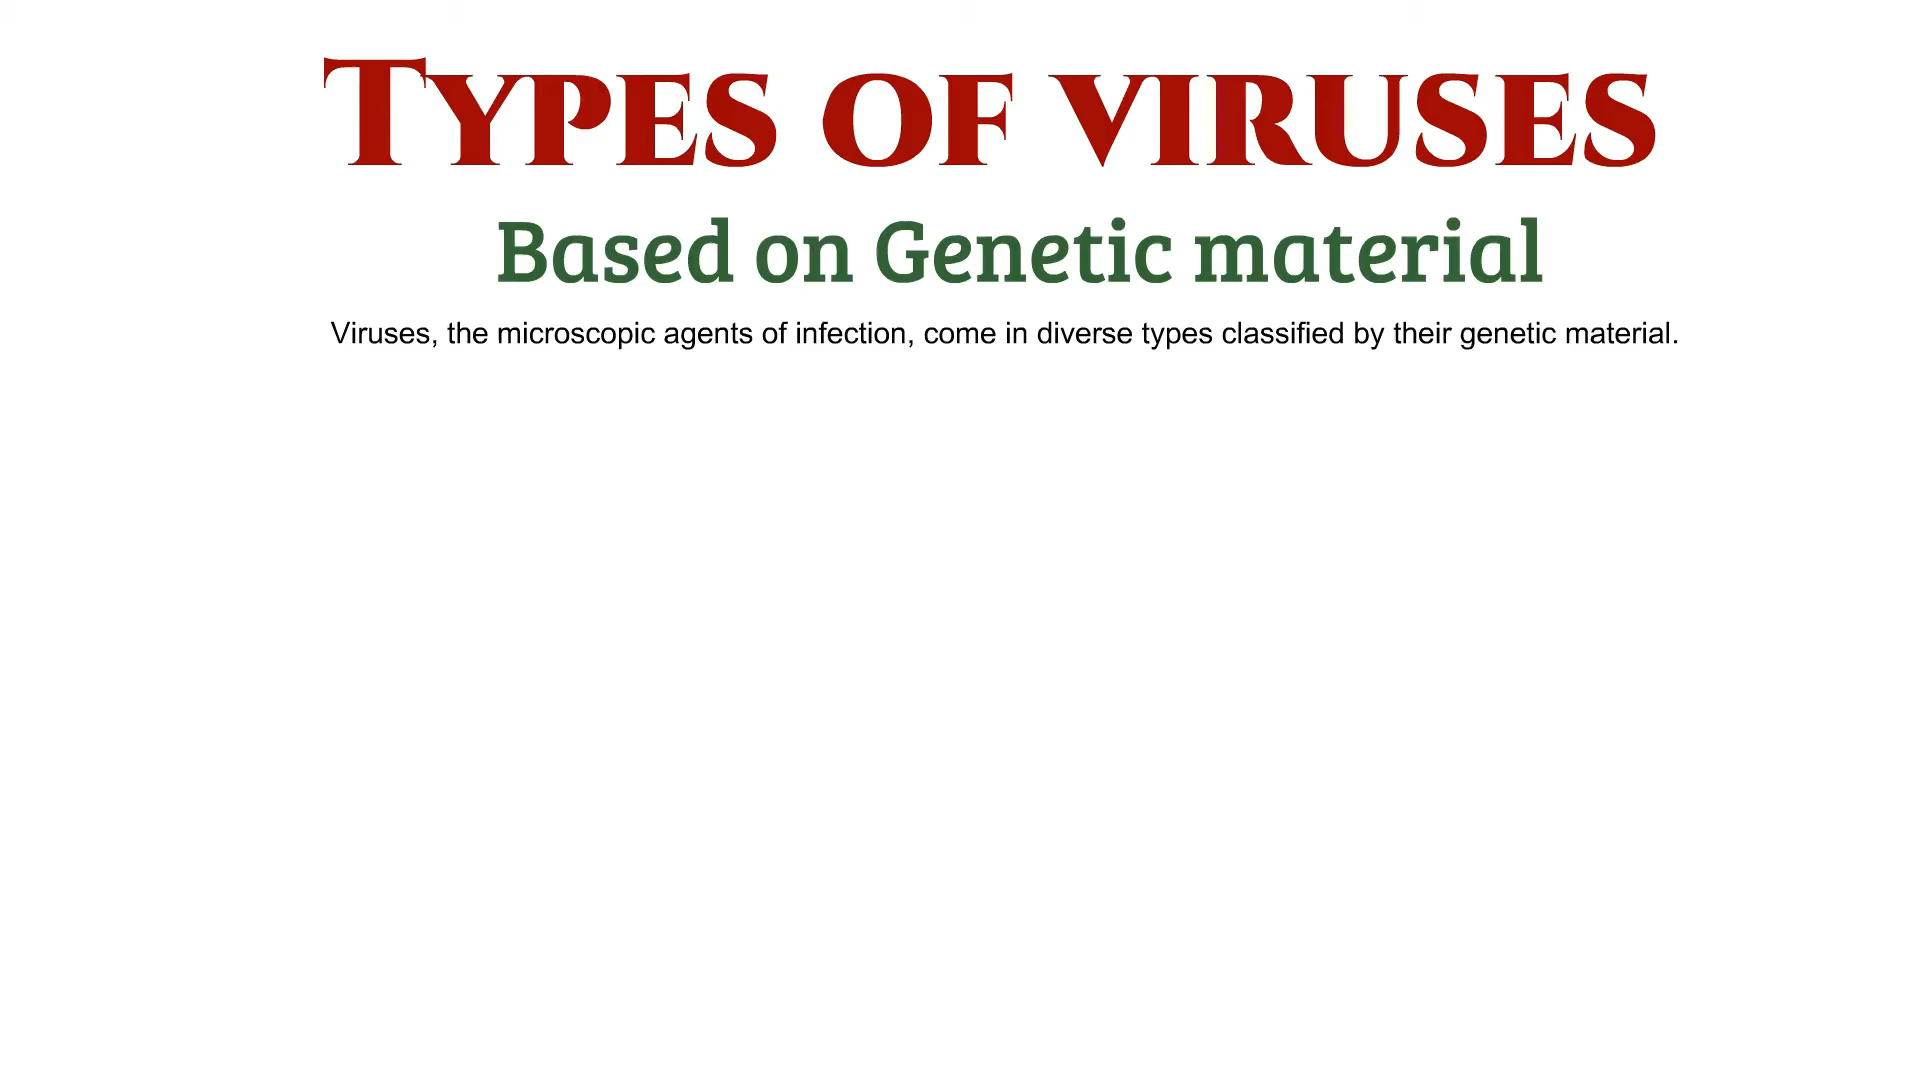 Types of viruses
Based on Genetic material
Viruses, the microscopic agents of infection, come in diverse types classified by their genetic material.